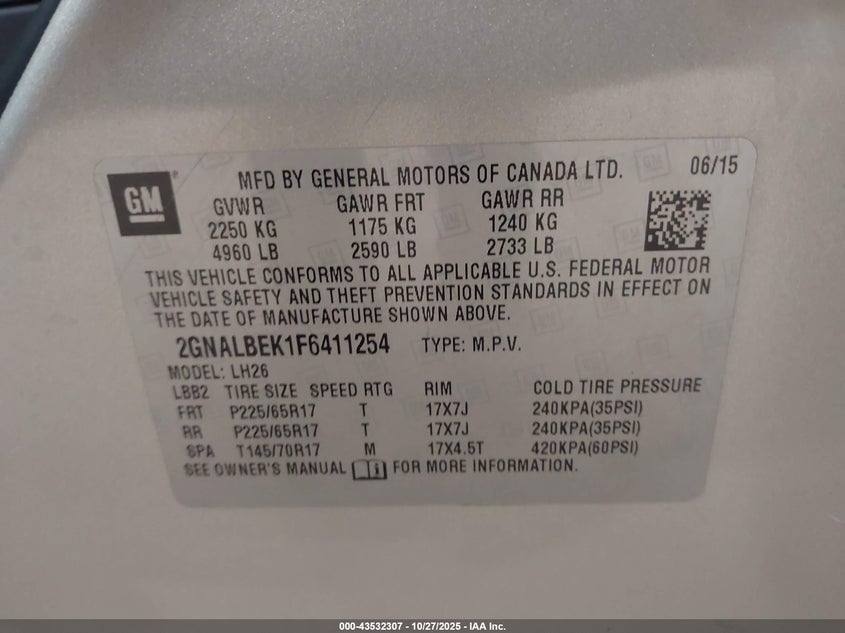 GM
MFD BY GENERAL MOTORS OF CANADA LTD. 06/15
GVWR GAWR FRT GAWR RR
2250 KG 1175 KG 1240 KG
4960 LB 2590 LB 2733 LB
THIS VEHICLE CONFORMS TO ALL APPLICABLE U.S. FEDERAL MOTOR
VEHICLE SAFETY AND THEFT PREVENTION STANDARDS IN EFFECT ON
THE DATE OF MANUFACTURE SHOWN ABOVE.
2GNALBEK1F6411254 TYPE: M.P.V.
MODEL: LH26
LBB2 TIRE SIZE SPEED RTG RIM COLD TIRE PRESSURE
FRT P225/65R17 T 17X7J 240KPA(35PSI)
RR P225/65R17 T 17X7J 240KPA(35PSI)
SPA T145/70R17 M 17X4.5T 420KPA(60PSI)
SEE OWNER'S MANUAL FOR MORE INFORMATION.
000-43532307 - 10/27/2025 - IAA Inc.